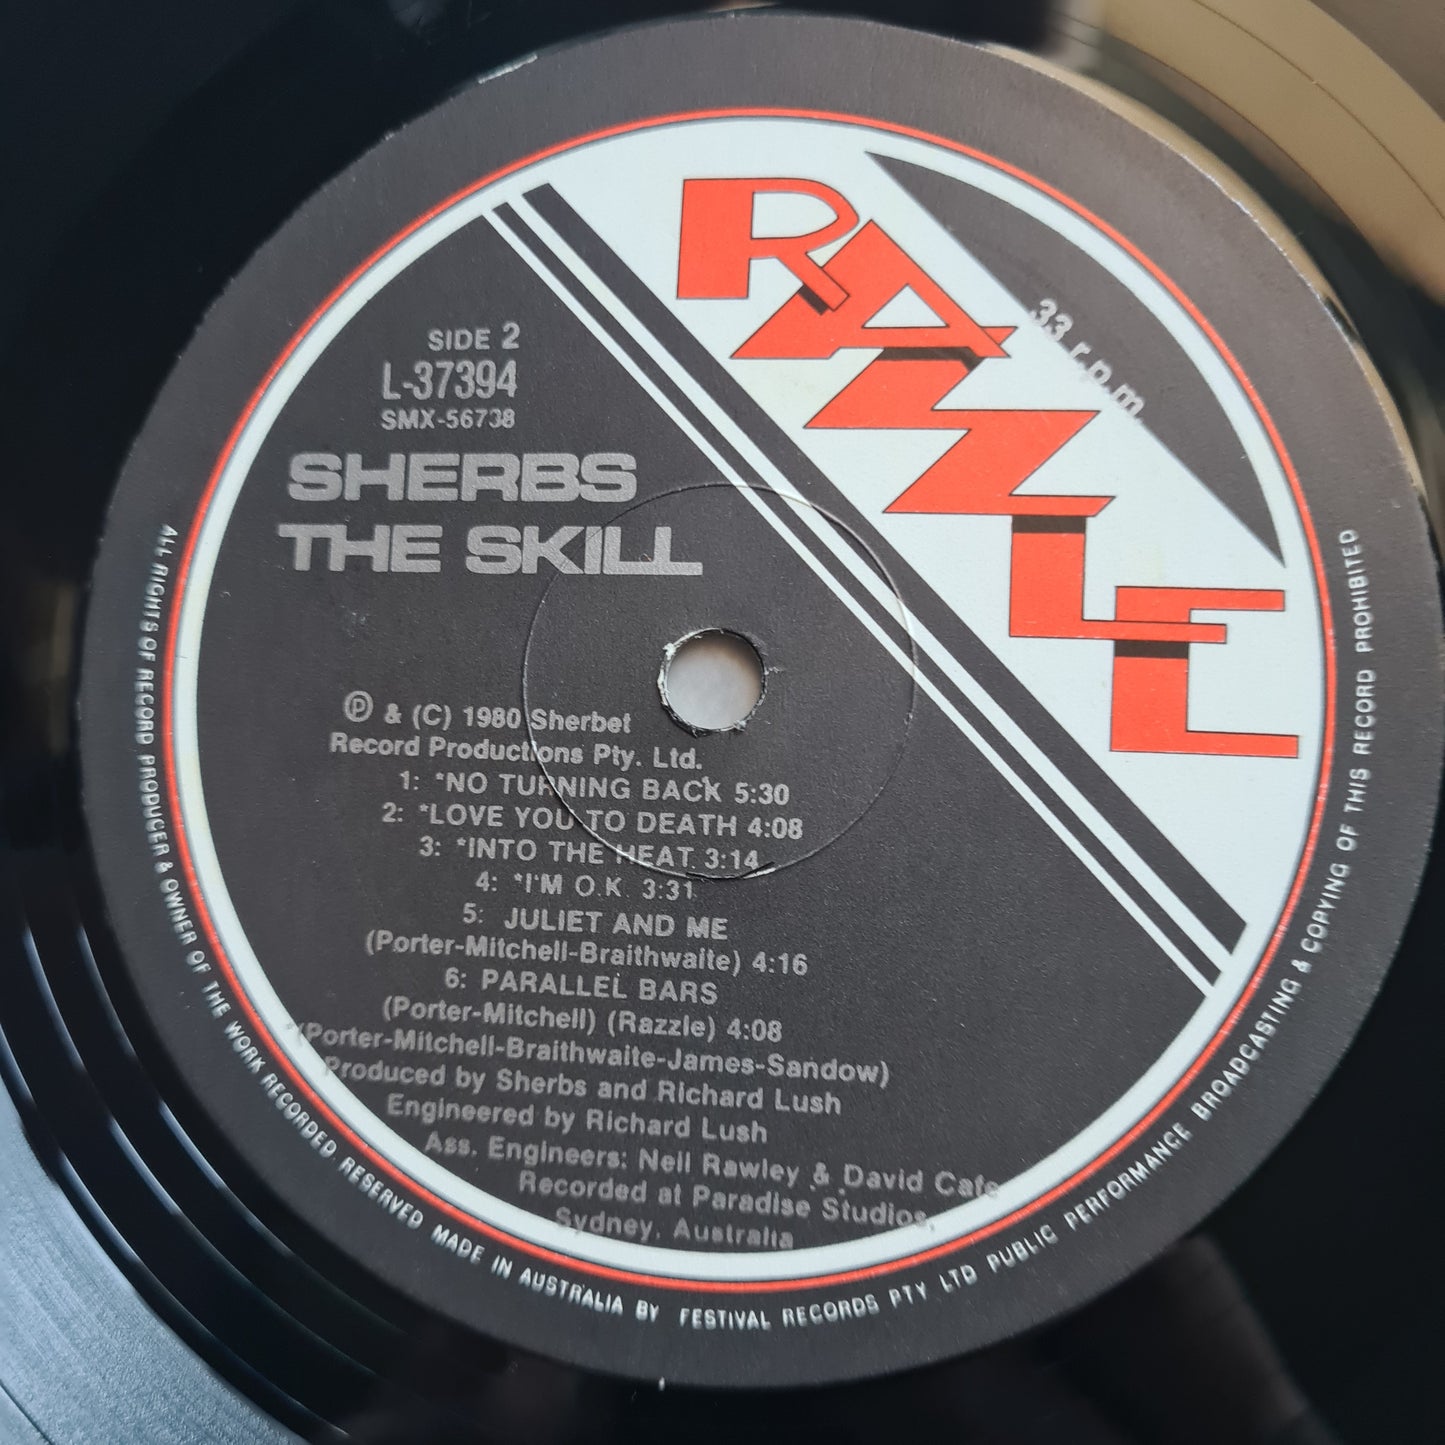 RAZZLE
33 r.p.m.
SIDE 2
L-37394
SMX-56738
SHERBS
THE SKILL
Ⓟ & (C) 1980 Sherbet
Record Productions Pty. Ltd.
1: *NO TURNING BACK 5:30
2: *LOVE YOU TO DEATH 4:08
3: *INTO THE HEAT 3:14
4: *I'M O.K. 3:31
5: JULIET AND ME
(Porter-Mitchell-Braithwaite) 4:16
6: PARALLEL BARS
(Porter-Mitchell) (Razzle) 4:08
*(Porter-Mitchell-Braithwaite-James-Sandow)
Produced by Sherbs and Richard Lush
Engineered by Richard Lush
Ass. Engineers: Neil Rawley & David Cafe
Recorded at Paradise Studios,
Sydney, Australia
ALL RIGHTS OF RECORD PRODUCER & OWNER OF THE WORK RECORDED RESERVED MADE IN AUSTRALIA BY FESTIVAL RECORDS PTY LTD PUBLIC PERFORMANCE BROADCASTING & COPYING OF THIS RECORD PROHIBITED